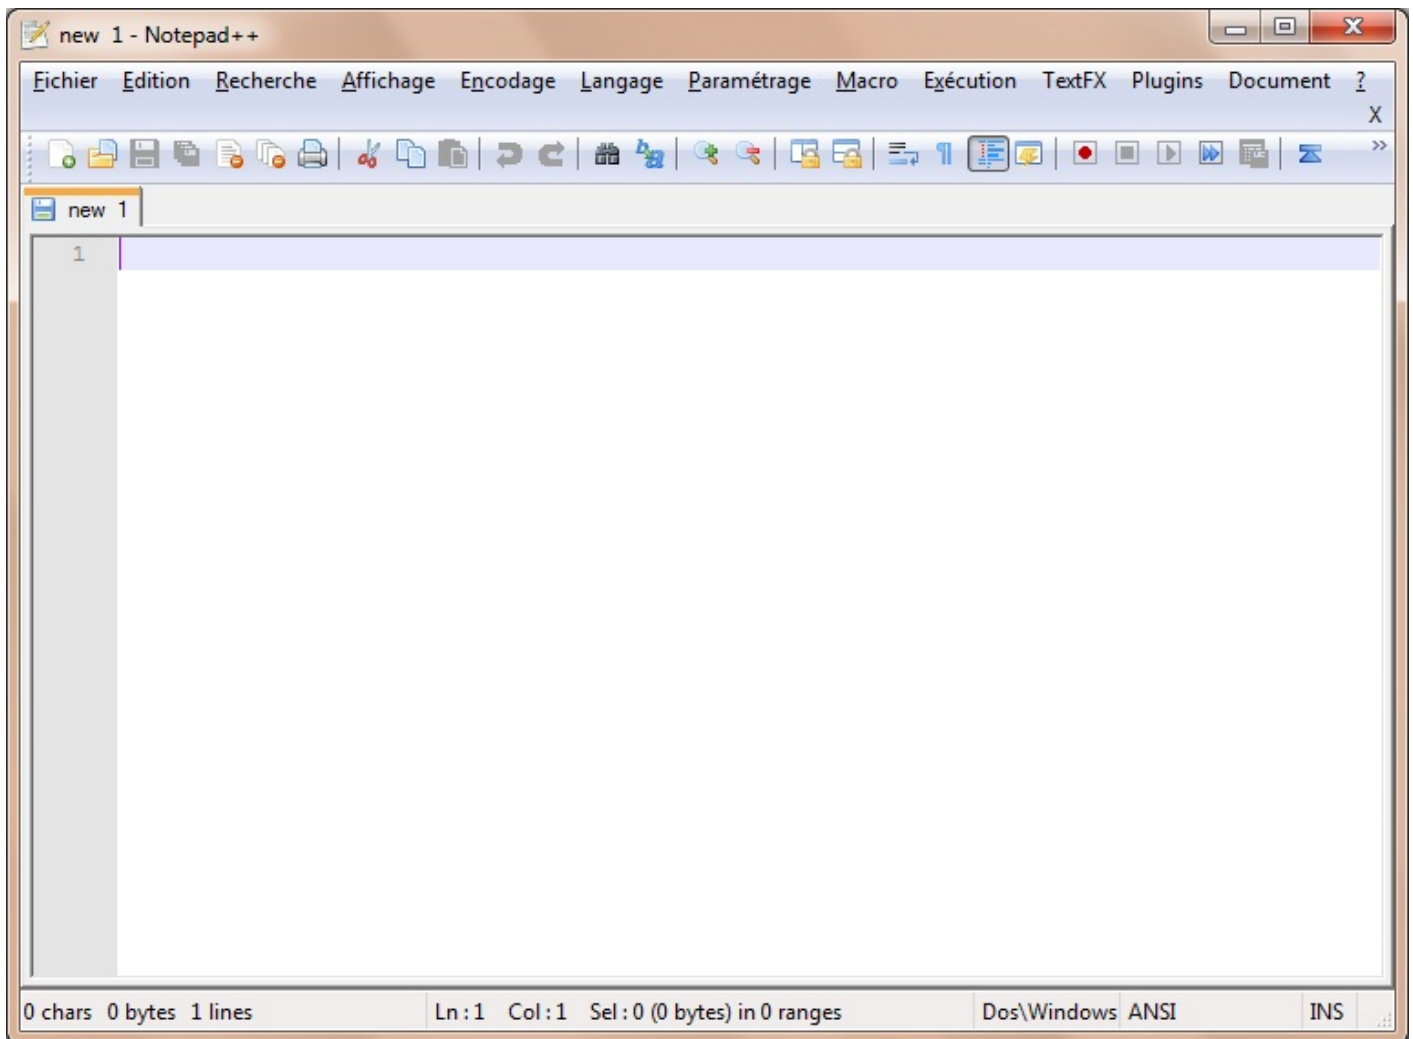 new 1 - Notepad++
Fichier Edition Recherche Affichage Encodage Langage Paramétrage Macro Exécution TextFX Plugins Document ?
X
new 1
1
0 chars 0 bytes 1 lines Ln : 1 Col : 1 Sel : 0 (0 bytes) in 0 ranges Dos\Windows ANSI INS